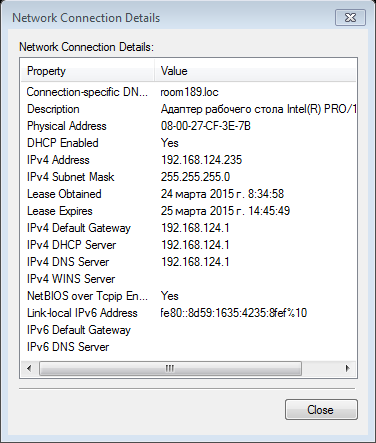 Network Connection Details
Network Connection Details:
Property Value
Connection-specific DN... room189.loc
Description Адаптер рабочего стола Intel(R) PRO/1
Physical Address 08-00-27-CF-3E-7B
DHCP Enabled Yes
IPv4 Address 192.168.124.235
IPv4 Subnet Mask 255.255.255.0
Lease Obtained 24 марта 2015 г. 8:34:58
Lease Expires 25 марта 2015 г. 14:45:49
IPv4 Default Gateway 192.168.124.1
IPv4 DHCP Server 192.168.124.1
IPv4 DNS Server 192.168.124.1
IPv4 WINS Server
NetBIOS over Tcpip En... Yes
Link-local IPv6 Address fe80::8d59:1635:4235:8fef%10
IPv6 Default Gateway
IPv6 DNS Server
Close